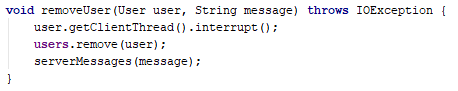 void removeUser(User user, String message) throws IOException {
    user.getClientThread().interrupt();
    users.remove(user);
    serverMessages(message);
}